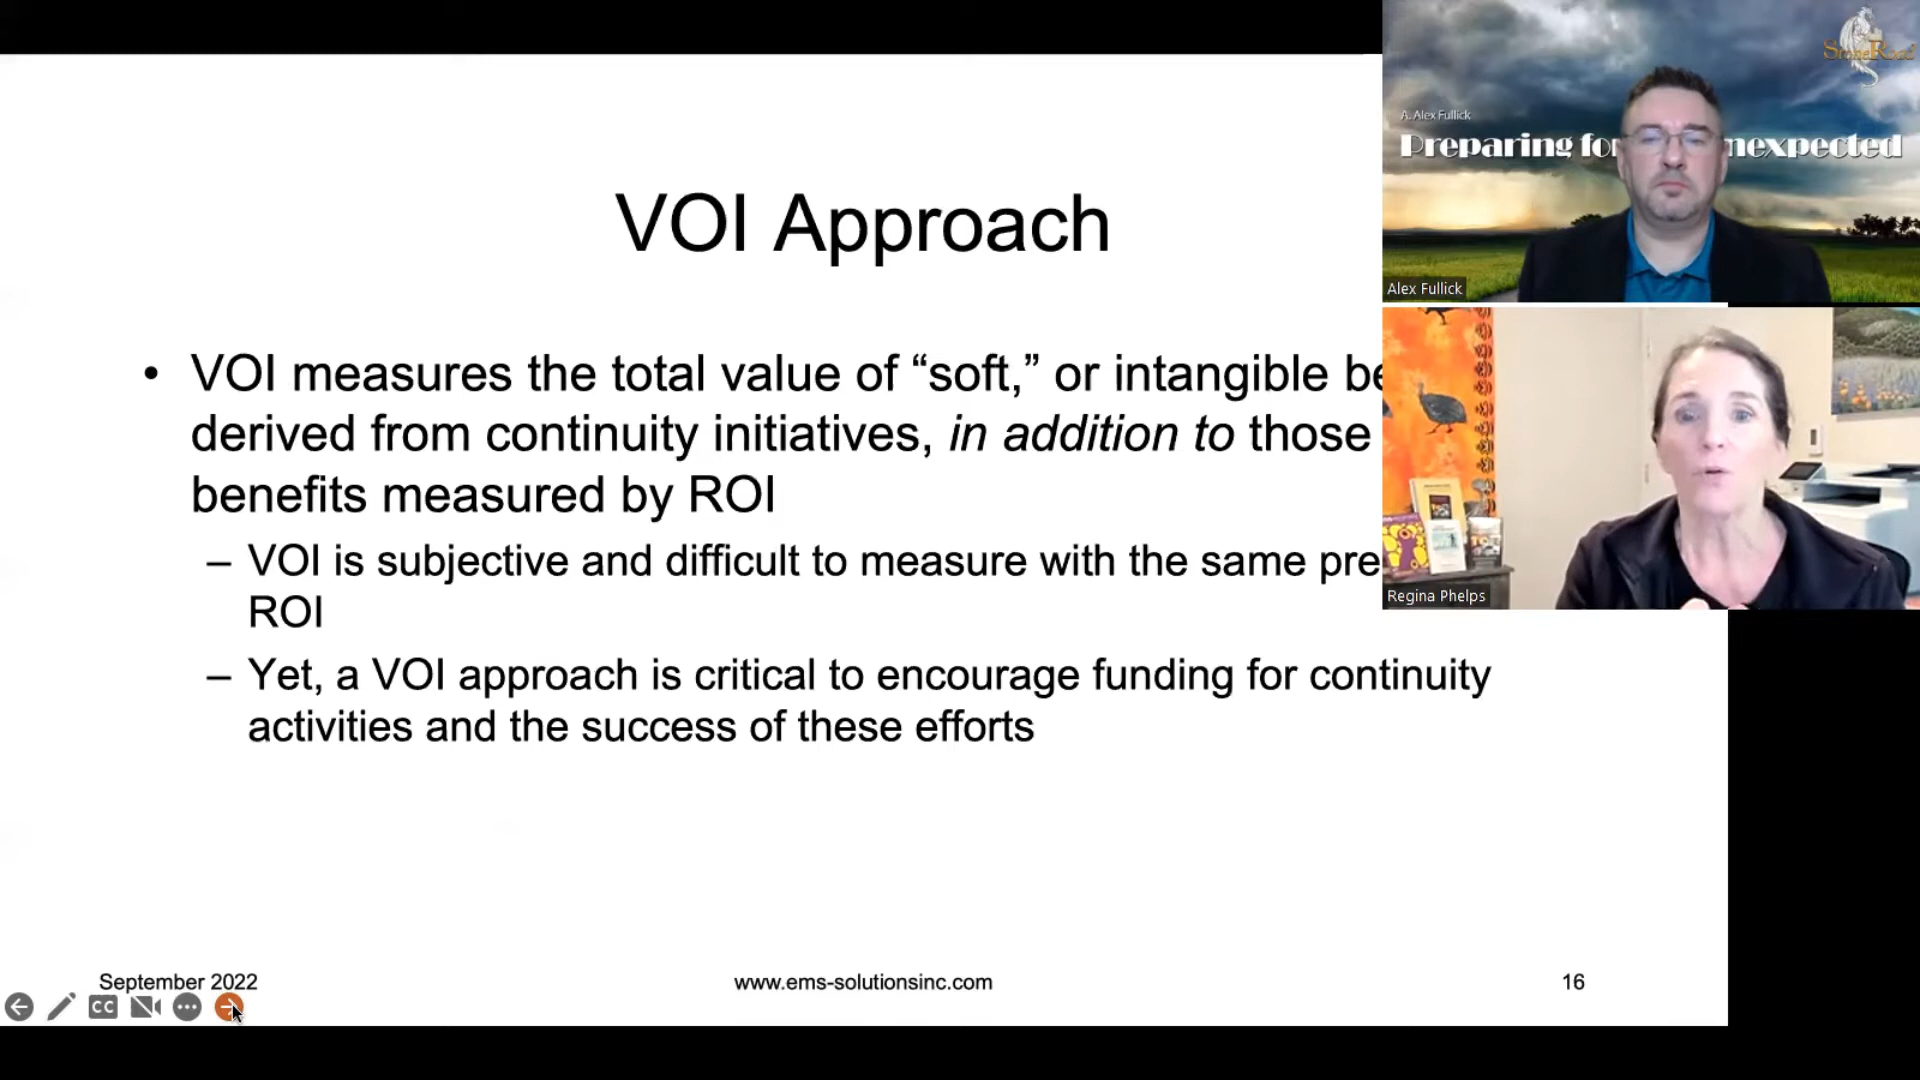 VOI Approach
• VOI measures the total value of “soft,” or intangible
derived from continuity initiatives, in addition to those
benefits measured by ROI
– VOI is subjective and difficult to measure with the same
ROI
– Yet, a VOI approach is critical to encourage funding for continuity
activities and the success of these efforts
September 2022
www.ems-solutionsinc.com
16
CC
StoneRoad
A. Alex Fullick
Preparing for nexpected
Alex Fullick
Regina Phelps